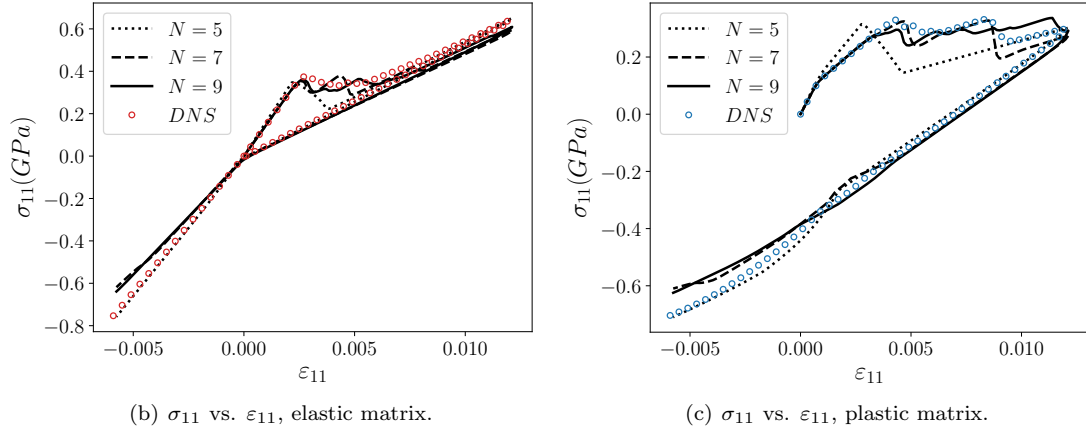 0.6
0.4
0.2
0.0
−0.2
−0.4
−0.6
−0.8
σ₁₁(GPa)
N = 5
N = 7
N = 9
DNS
−0.005 0.000 0.005 0.010
ε₁₁
(b) σ₁₁ vs. ε₁₁, elastic matrix.
0.2
0.0
−0.2
−0.4
−0.6
σ₁₁(GPa)
N = 5
N = 7
N = 9
DNS
−0.005 0.000 0.005 0.010
ε₁₁
(c) σ₁₁ vs. ε₁₁, plastic matrix.